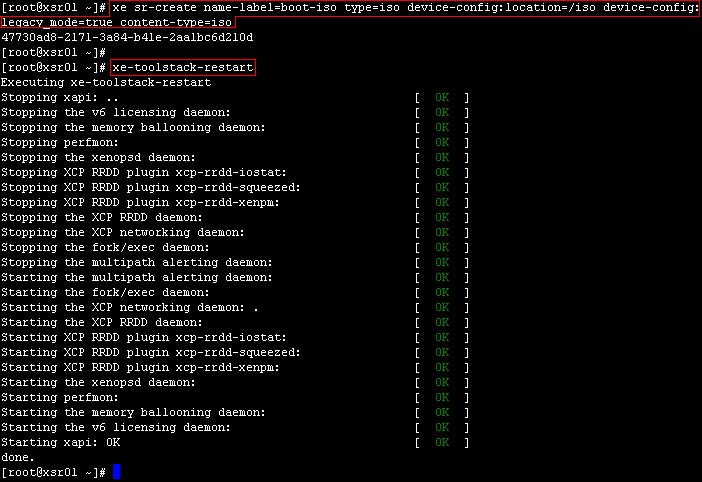 [root@xsr01 ~]# xe sr-create name-label=boot-iso type=iso device-config:location=/iso device-config:
legacy_mode=true content-type=iso
47730ad8-2171-3a84-b41e-2aa1bc6d210d
[root@xsr01 ~]#
[root@xsr01 ~]# xe-toolstack-restart
Executing xe-toolstack-restart
Stopping xapi: .. [ OK ]
Stopping the v6 licensing daemon: [ OK ]
Stopping the memory ballooning daemon: [ OK ]
Stopping perfmon: [ OK ]
Stopping the xenopsd daemon: [ OK ]
Stopping XCP RRDD plugin xcp-rrdd-iostat: [ OK ]
Stopping XCP RRDD plugin xcp-rrdd-squeezed: [ OK ]
Stopping XCP RRDD plugin xcp-rrdd-xenpm: [ OK ]
Stopping the XCP RRDD daemon: [ OK ]
Stopping the XCP networking daemon: [ OK ]
Stopping the fork/exec daemon: [ OK ]
Stopping the multipath alerting daemon: [ OK ]
Starting the multipath alerting daemon: [ OK ]
Starting the fork/exec daemon: [ OK ]
Starting the XCP networking daemon: . [ OK ]
Starting the XCP RRDD daemon: [ OK ]
Starting XCP RRDD plugin xcp-rrdd-iostat: [ OK ]
Starting XCP RRDD plugin xcp-rrdd-squeezed: [ OK ]
Starting XCP RRDD plugin xcp-rrdd-xenpm: [ OK ]
Starting the xenopsd daemon: [ OK ]
Starting perfmon: [ OK ]
Starting the memory ballooning daemon: [ OK ]
Starting the v6 licensing daemon: [ OK ]
Starting xapi: OK [ OK ]
done.
[root@xsr01 ~]#